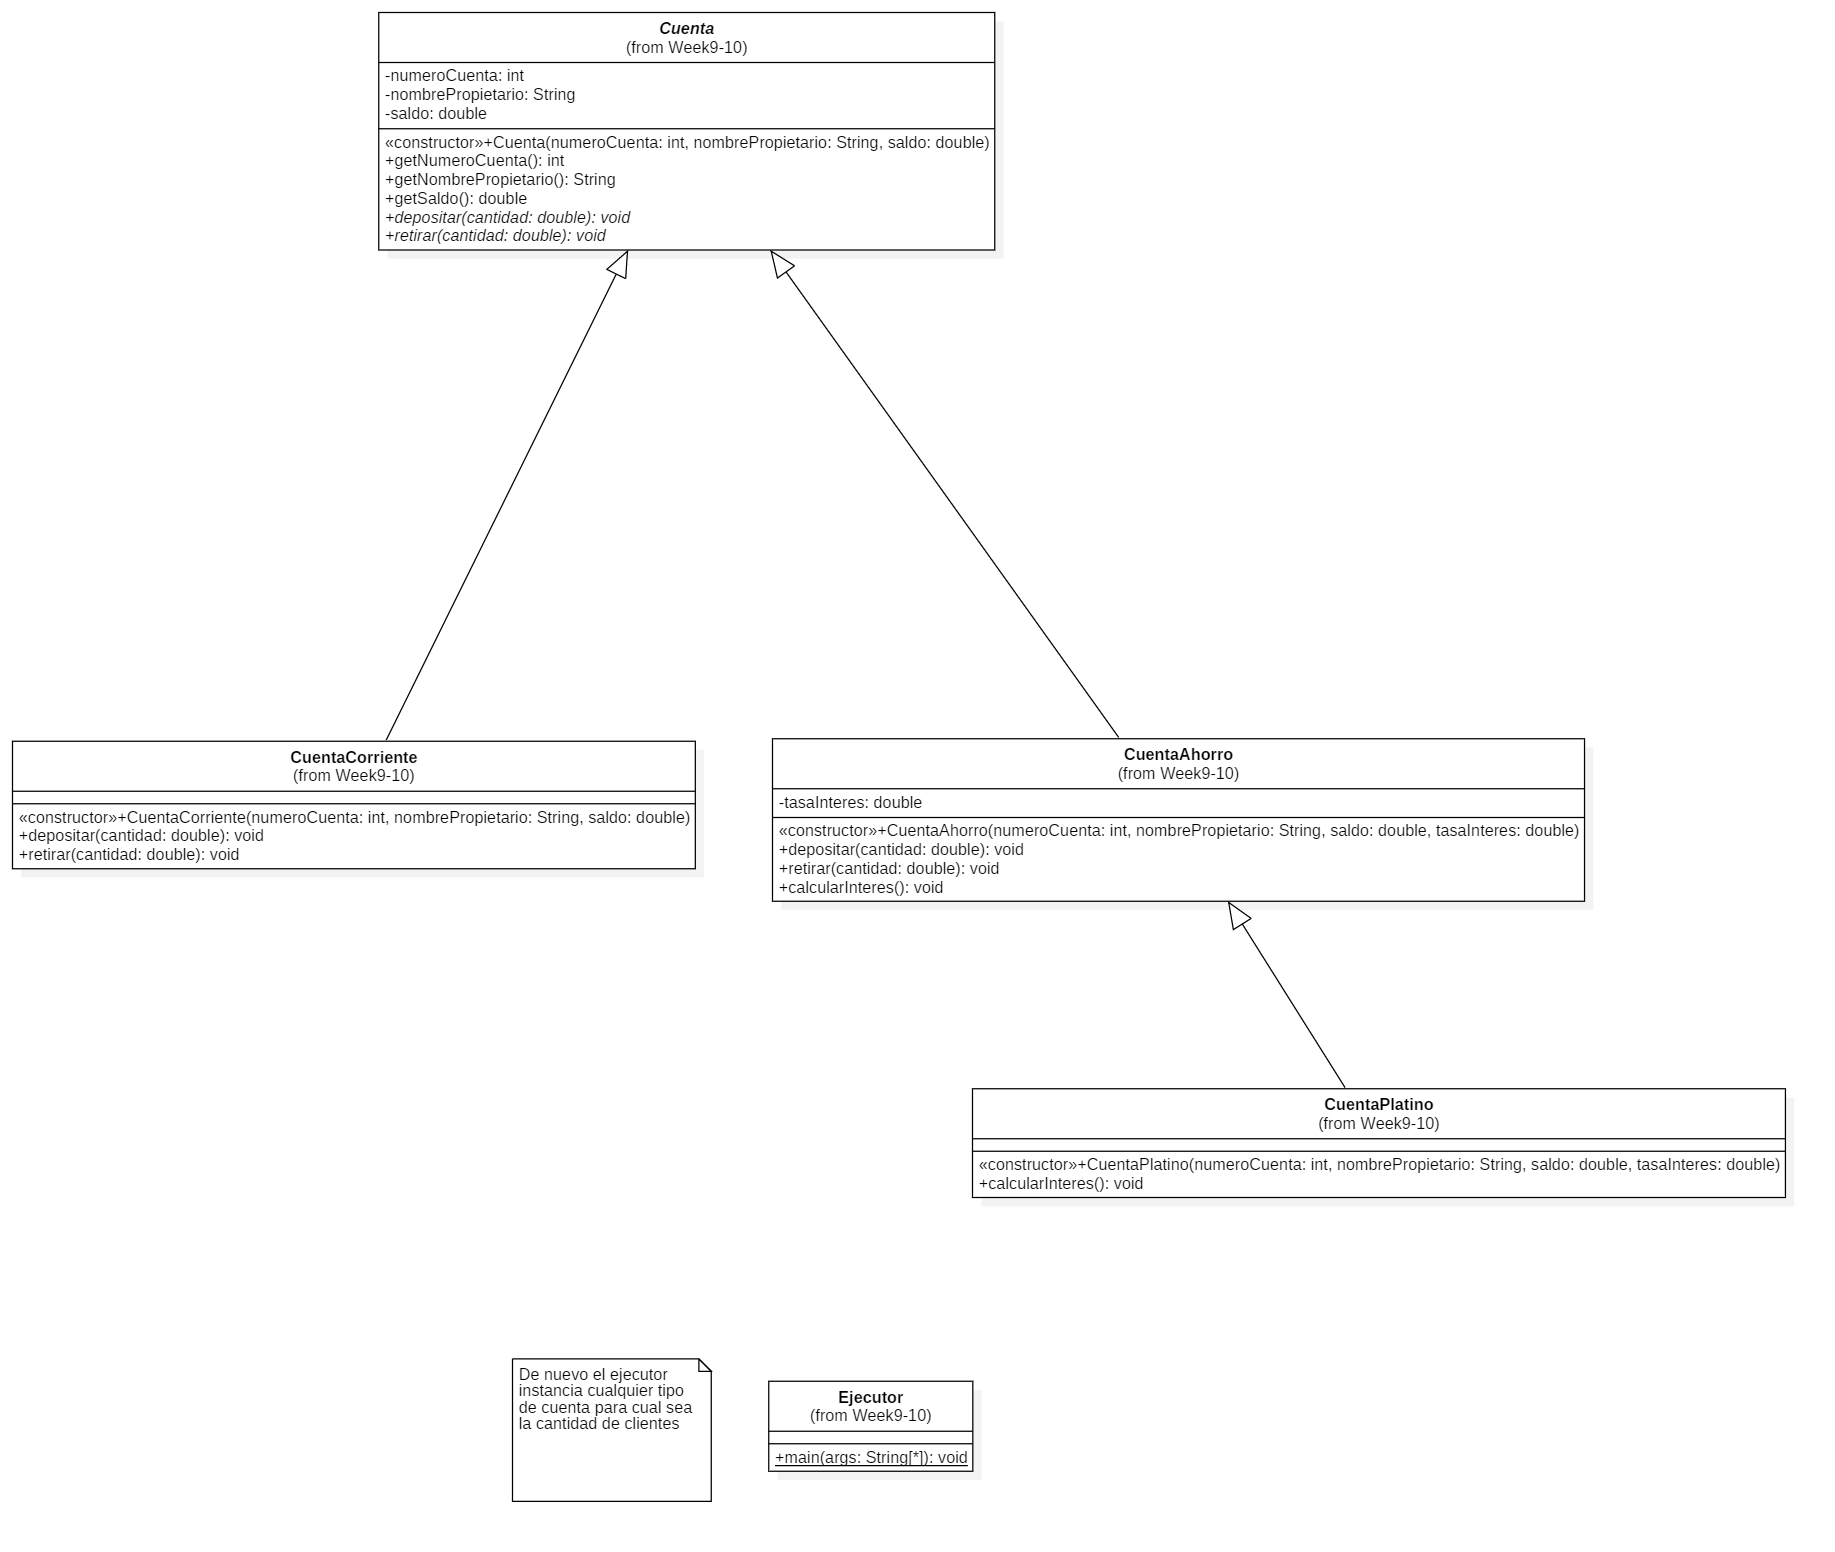 Cuenta
(from Week9-10)
-numeroCuenta: int
-nombrePropietario: String
-saldo: double
«constructor»+Cuenta(numeroCuenta: int, nombrePropietario: String, saldo: double)
+getNumeroCuenta(): int
+getNombrePropietario(): String
+getSaldo(): double
+depositar(cantidad: double): void
+retirar(cantidad: double): void
CuentaCorriente
(from Week9-10)
«constructor»+CuentaCorriente(numeroCuenta: int, nombrePropietario: String, saldo: double)
+depositar(cantidad: double): void
+retirar(cantidad: double): void
CuentaAhorro
(from Week9-10)
-tasaInteres: double
«constructor»+CuentaAhorro(numeroCuenta: int, nombrePropietario: String, saldo: double, tasaInteres: double)
+depositar(cantidad: double): void
+retirar(cantidad: double): void
+calcularInteres(): void
CuentaPlatino
(from Week9-10)
«constructor»+CuentaPlatino(numeroCuenta: int, nombrePropietario: String, saldo: double, tasaInteres: double)
+calcularInteres(): void
De nuevo el ejecutor
instancia cualquier tipo
de cuenta para cual sea
la cantidad de clientes
Ejecutor
(from Week9-10)
+main(args: String[*]): void